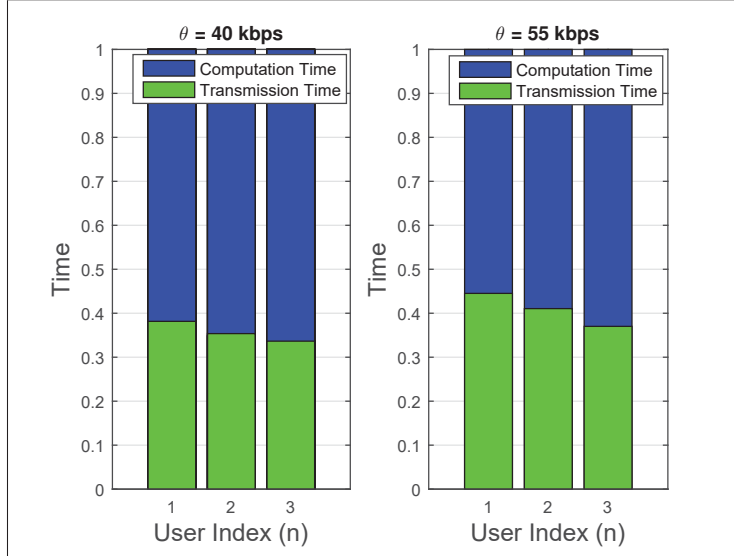 θ = 40 kbps
1
0.9
0.8
0.7
0.6
0.5
0.4
0.3
0.2
0.1
0
Time
Computation Time
Transmission Time
1 2 3
User Index (n)
θ = 55 kbps
1
0.9
0.8
0.7
0.6
0.5
0.4
0.3
0.2
0.1
0
Time
Computation Time
Transmission Time
1 2 3
User Index (n)